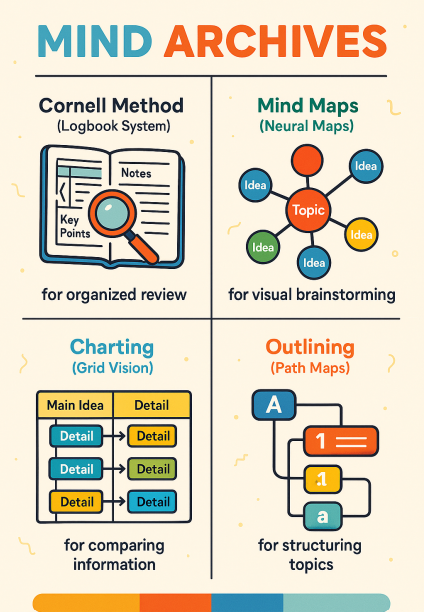 MIND ARCHIVES
Cornell Method
(Logbook System)
Notes
Key
Points
for organized review
Mind Maps
(Neural Maps)
Idea
Idea
Topic
Idea
Idea
Idea
for visual brainstorming
Charting
(Grid Vision)
Main Idea Detail
Detail Detail
Detail Detail
Detail Detail
for comparing
information
Outlining
(Path Maps)
A
1
1
a
for structuring
topics